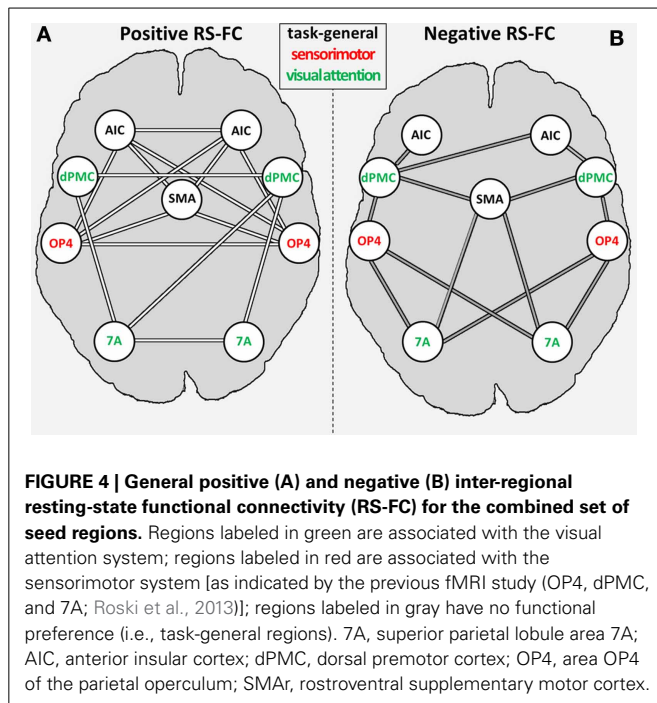 A Positive RS-FC task-general Negative RS-FC B
sensorimotor
visual attention
AIC AIC AIC AIC
dPMC dPMC dPMC dPMC
SMA SMA
OP4 OP4 OP4 OP4
7A 7A 7A 7A
FIGURE 4 | General positive (A) and negative (B) inter-regional
resting-state functional connectivity (RS-FC) for the combined set of
seed regions. Regions labeled in green are associated with the visual
attention system; regions labeled in red are associated with the
sensorimotor system [as indicated by the previous fMRI study (OP4, dPMC,
and 7A; Roski et al., 2013)]; regions labeled in gray have no functional
preference (i.e., task-general regions). 7A, superior parietal lobule area 7A;
AIC, anterior insular cortex; dPMC, dorsal premotor cortex; OP4, area OP4
of the parietal operculum; SMAr, rostroventral supplementary motor cortex.